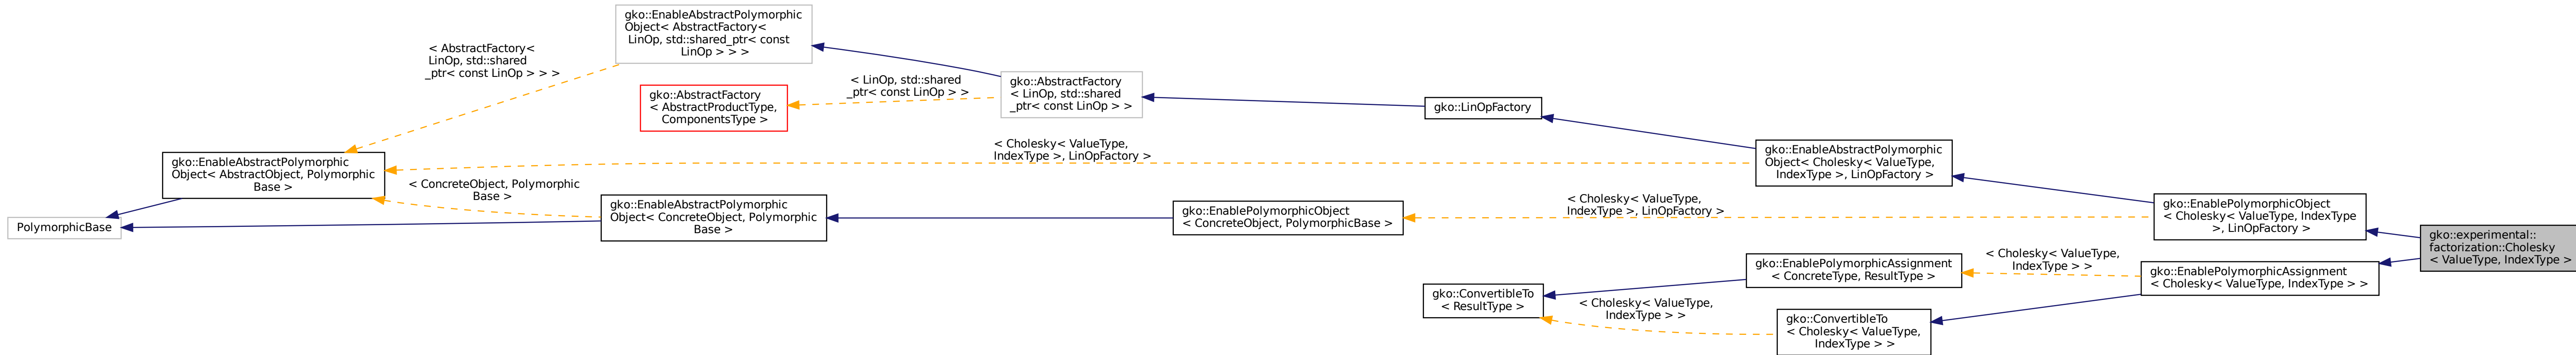 gko::EnableAbstractPolymorphic
Object< AbstractFactory<
LinOp, std::shared_ptr< const
LinOp > > >
< AbstractFactory<
LinOp, std::shared
_ptr< const LinOp > > >
gko::AbstractFactory
< AbstractProductType,
ComponentsType >
< LinOp, std::shared
_ptr< const LinOp > >
gko::AbstractFactory
< LinOp, std::shared
_ptr< const LinOp > >
gko::LinOpFactory
gko::EnableAbstractPolymorphic
Object< AbstractObject, Polymorphic
Base >
< Cholesky< ValueType,
IndexType >, LinOpFactory >
gko::EnableAbstractPolymorphic
Object< Cholesky< ValueType,
IndexType >, LinOpFactory >
< ConcreteObject, Polymorphic
Base >
PolymorphicBase
gko::EnableAbstractPolymorphic
Object< ConcreteObject, Polymorphic
Base >
gko::EnablePolymorphicObject
< ConcreteObject, PolymorphicBase >
< Cholesky< ValueType,
IndexType >, LinOpFactory >
gko::EnablePolymorphicObject
< Cholesky< ValueType, IndexType
>, LinOpFactory >
gko::experimental::
factorization::Cholesky
< ValueType, IndexType >
gko::EnablePolymorphicAssignment
< ConcreteType, ResultType >
< Cholesky< ValueType,
IndexType > >
gko::EnablePolymorphicAssignment
< Cholesky< ValueType, IndexType > >
gko::ConvertibleTo
< ResultType >
< Cholesky< ValueType,
IndexType > >
gko::ConvertibleTo
< Cholesky< ValueType,
IndexType > >